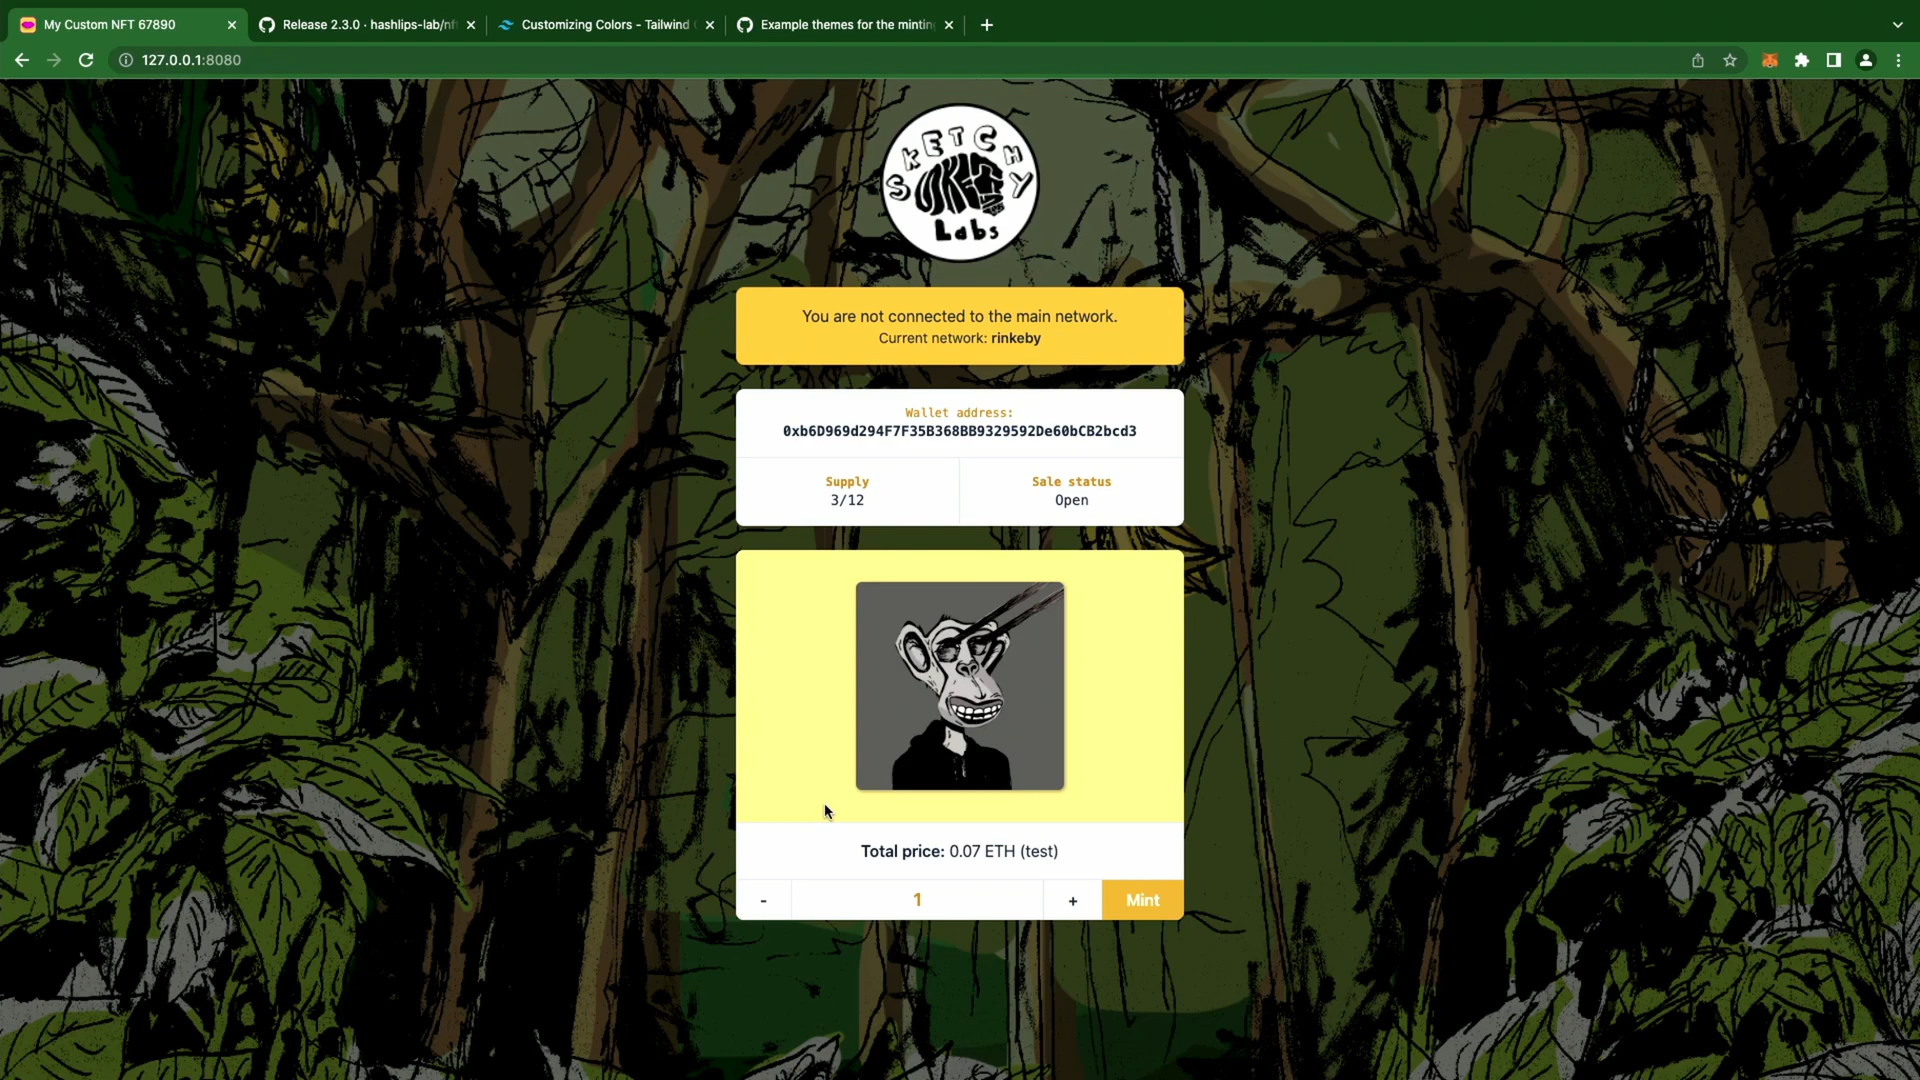 My Custom NFT 67890
Release 2.3.0 · hashlips-lab/nf
Customizing Colors - Tailwind
Example themes for the mintin
127.0.0.1:8080
SKETCHY
Labs
You are not connected to the main network.
Current network: rinkeby
Wallet address:
0xb6D969d294F7F35B368BB9329592De60bCB2bcd3
Supply
3/12
Sale status
Open
Total price: 0.07 ETH (test)
-
1
+
Mint